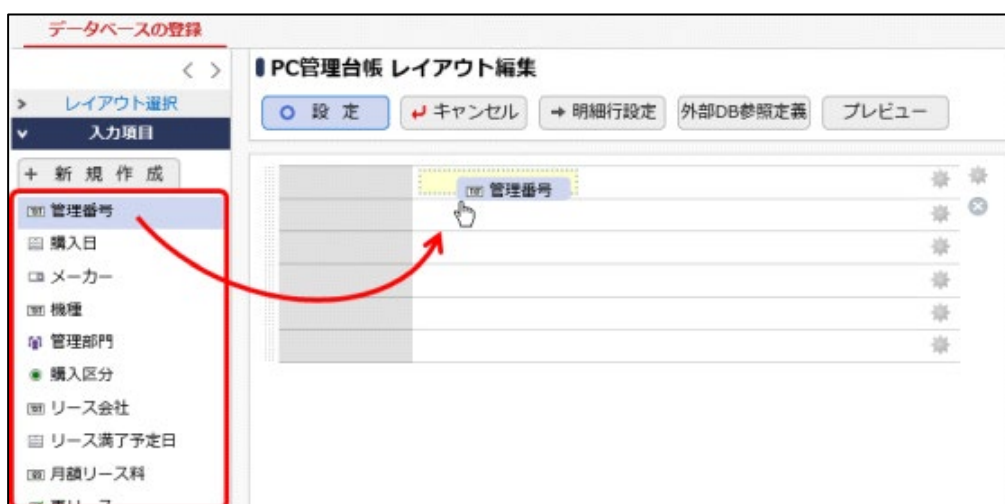 データベースの登録
< >
PC管理台帳 レイアウト編集
> レイアウト選択
設 定
キャンセル
明細行設定
外部DB参照定義
プレビュー
入力項目
+ 新 規 作 成
管理番号
管理番号
購入日
メーカー
機種
管理部門
購入区分
リース会社
リース満了予定日
月額リース料